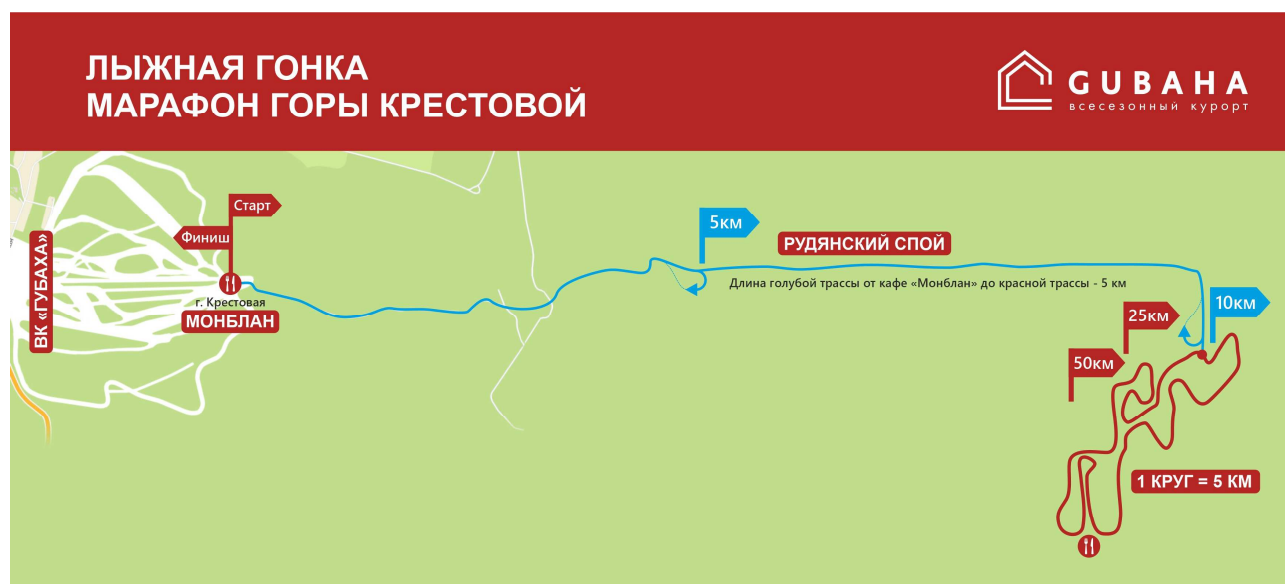 ЛЫЖНАЯ ГОНКА
МАРАФОН ГОРЫ КРЕСТОВОЙ
GUBAHA
всесезонный курорт
Старт
Финиш
ВК «ГУБАХА»
г. Крестовая
МОНБЛАН
5км
РУДЯНСКИЙ СПОЙ
Длина голубой трассы от кафе «Монблан» до красной трассы - 5 км
10км
25км
50км
1 КРУГ = 5 КМ